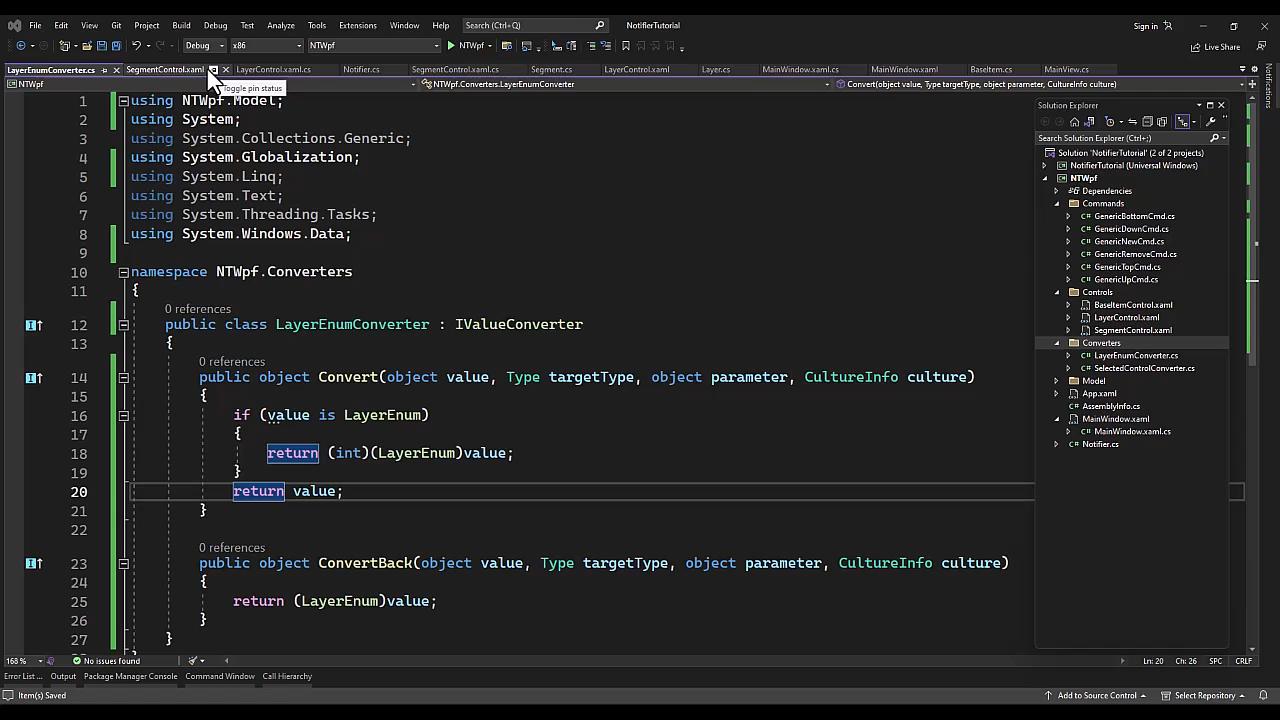 File Edit View Git Project Build Debug Test Analyze Tools Extensions Window Help Search (Ctrl+Q) NotifierTutorial Sign in
Debug x86 NTWpf NTWpf Live Share
LayerEnumConverter.cs SegmentControl.xaml LayerControl.xaml.cs Notifier.cs SegmentControl.xaml.cs Segment.cs LayerControl.xaml Layer.cs MainWindow.xaml.cs MainWindow.xaml BaseItem.cs MainView.cs
NTWpf NTWpf.Converters.LayerEnumConverter Convert(object value, Type targetType, object parameter, CultureInfo culture)
Toggle pin status
Notifications
1 using NTWpf.Model;
2 using System;
3 using System.Collections.Generic;
4 using System.Globalization;
5 using System.Linq;
6 using System.Text;
7 using System.Threading.Tasks;
8 using System.Windows.Data;
9
10 namespace NTWpf.Converters
11 {
0 references
12 public class LayerEnumConverter : IValueConverter
13 {
0 references
14 public object Convert(object value, Type targetType, object parameter, CultureInfo culture)
15 {
16 if (value is LayerEnum)
17 {
18 return (int)(LayerEnum)value;
19 }
20 return value;
21 }
22
0 references
23 public object ConvertBack(object value, Type targetType, object parameter, CultureInfo culture)
24 {
25 return (LayerEnum)value;
26 }
27 }
Solution Explorer
Search Solution Explorer (Ctrl+;)
Solution 'NotifierTutorial' (2 of 2 projects)
NotifierTutorial (Universal Windows)
NTWpf
Dependencies
Commands
GenericBottomCmd.cs
GenericDownCmd.cs
GenericNewCmd.cs
GenericRemoveCmd.cs
GenericTopCmd.cs
GenericUpCmd.cs
Controls
BaseItemControl.xaml
LayerControl.xaml
SegmentControl.xaml
Converters
LayerEnumConverter.cs
SelectedControlConverter.cs
Model
App.xaml
AssemblyInfo.cs
MainWindow.xaml
MainWindow.xaml.cs
Notifier.cs
168 % No issues found Ln: 20 Ch: 26 SPC CRLF
Error List ... Output Package Manager Console Command Window Call Hierarchy
Item(s) Saved Add to Source Control Select Repository